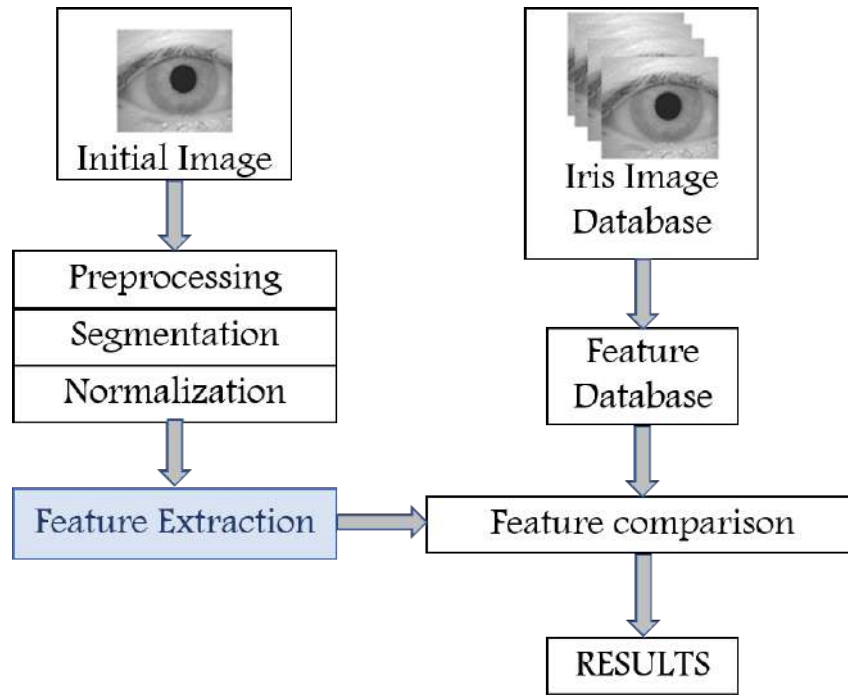 Initial Image
Preprocessing
Segmentation
Normalization
Feature Extraction
Iris Image
Database
Feature
Database
Feature comparison
RESULTS